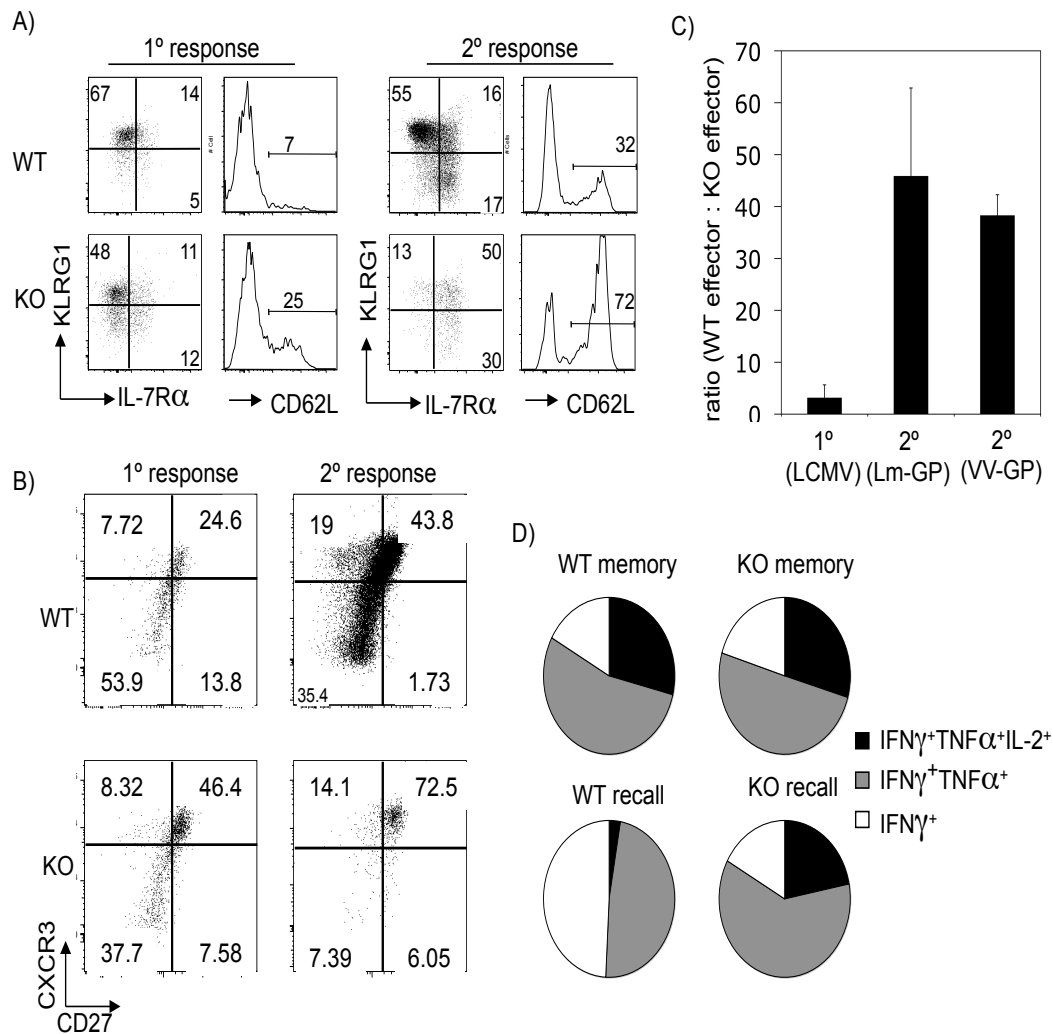 A)
1º response
2º response
WT
67
14
5
# Cell
7
55
16
17
# Cells
32
KO
48
11
12
25
13
50
30
72
KLRG1
KLRG1
IL-7Rα
CD62L
IL-7Rα
CD62L
B)
1º response
2º response
WT
7.72
24.6
53.9
13.8
19
43.8
35.4
1.73
KO
8.32
46.4
37.7
7.58
14.1
72.5
7.39
6.05
CXCR3
CD27
C)
ratio (WT effector : KO effector)
70
60
50
40
30
20
10
0
1º
(LCMV)
2º
(Lm-GP)
2º
(VV-GP)
D)
WT memory
KO memory
WT recall
KO recall
IFNγ⁺TNFα⁺IL-2⁺
IFNγ⁺TNFα⁺
IFNγ⁺